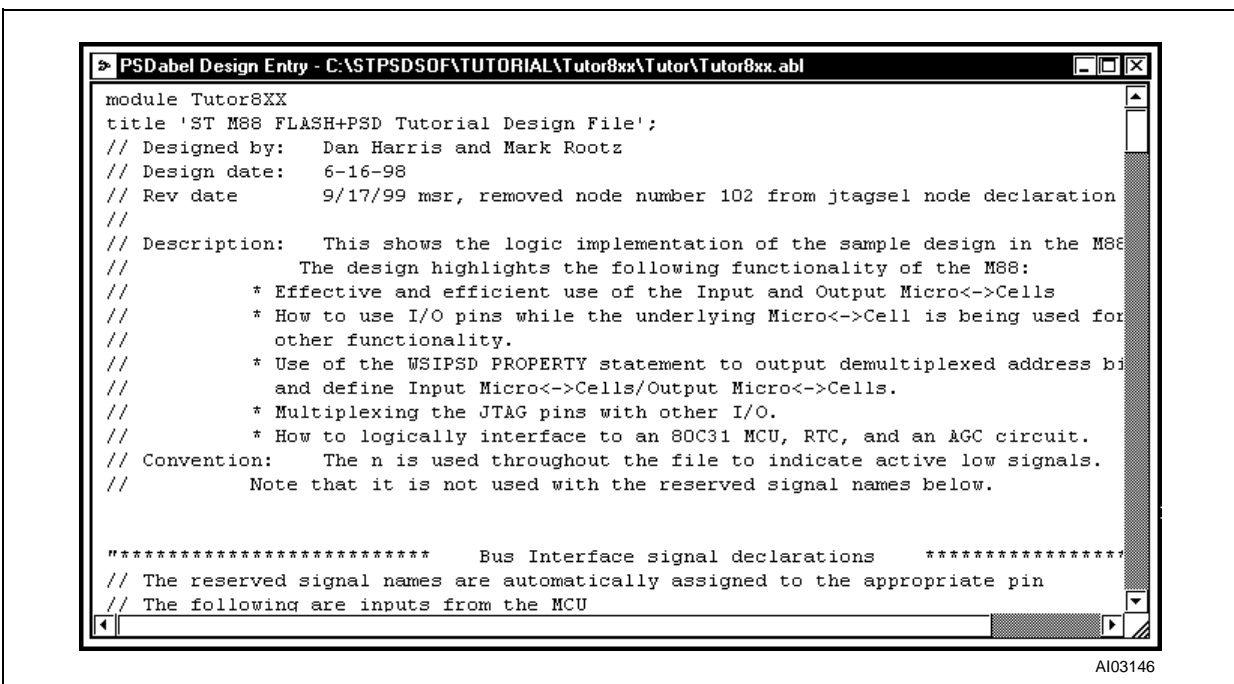 PSDabel Design Entry - C:\STPSDSOF\TUTORIAL\Tutor8xx\Tutor\Tutor8xx.abl
module Tutor8XX
title 'ST M88 FLASH+PSD Tutorial Design File';
// Designed by:   Dan Harris and Mark Rootz
// Design date:   6-16-98
// Rev date       9/17/99 msr, removed node number 102 from jtagsel node declaration
//
// Description:   This shows the logic implementation of the sample design in the M88
//              The design highlights the following functionality of the M88:
//          * Effective and efficient use of the Input and Output Micro<->Cells
//          * How to use I/O pins while the underlying Micro<->Cell is being used for
//            other functionality.
//          * Use of the WSIPSD PROPERTY statement to output demultiplexed address bi
//            and define Input Micro<->Cells/Output Micro<->Cells.
//          * Multiplexing the JTAG pins with other I/O.
//          * How to logically interface to an 80C31 MCU, RTC, and an AGC circuit.
// Convention:    The n is used throughout the file to indicate active low signals.
//          Note that it is not used with the reserved signal names below.
"**************************    Bus Interface signal declarations    *****************
// The reserved signal names are automatically assigned to the appropriate pin
// The following are inputs from the MCU
AI03146